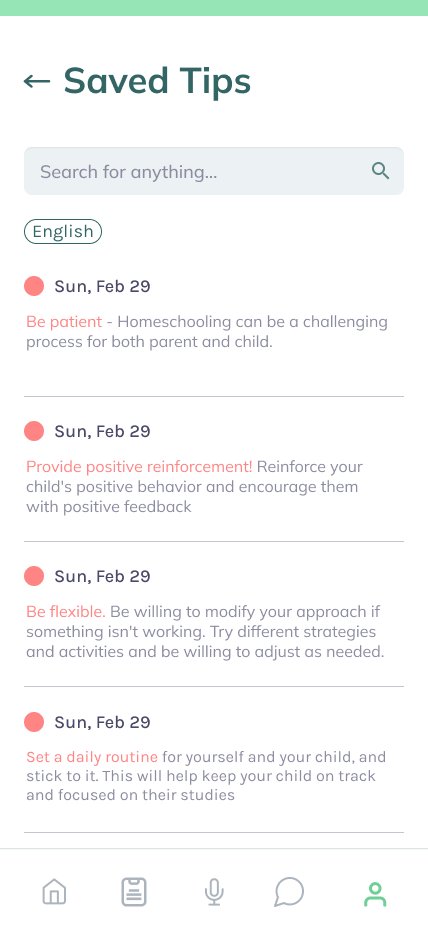 Saved Tips
Search for anything...
English
Sun, Feb 29
Be patient - Homeschooling can be a challenging
process for both parent and child.
Sun, Feb 29
Provide positive reinforcement! Reinforce your
child's positive behavior and encourage them
with positive feedback
Sun, Feb 29
Be flexible. Be willing to modify your approach if
something isn't working. Try different strategies
and activities and be willing to adjust as needed.
Sun, Feb 29
Set a daily routine for yourself and your child, and
stick to it. This will help keep your child on track
and focused on their studies